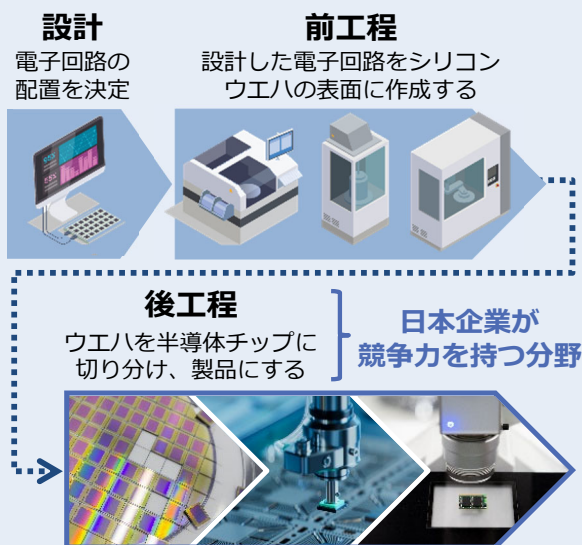 設計
電子回路の
配置を決定
前工程
設計した電子回路をシリコン
ウエハの表面に作成する
後工程
ウエハを半導体チップに
切り分け、製品にする
日本企業が
競争力を持つ分野